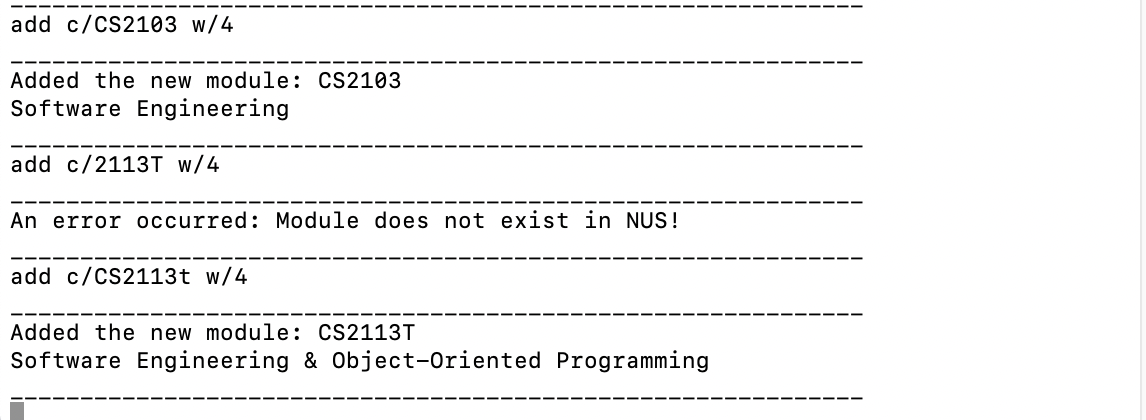 ____________________________________________________________
add c/CS2103 w/4
____________________________________________________________
Added the new module: CS2103
Software Engineering
____________________________________________________________
add c/2113T w/4
____________________________________________________________
An error occurred: Module does not exist in NUS!
____________________________________________________________
add c/CS2113t w/4
____________________________________________________________
Added the new module: CS2113T
Software Engineering & Object-Oriented Programming
____________________________________________________________